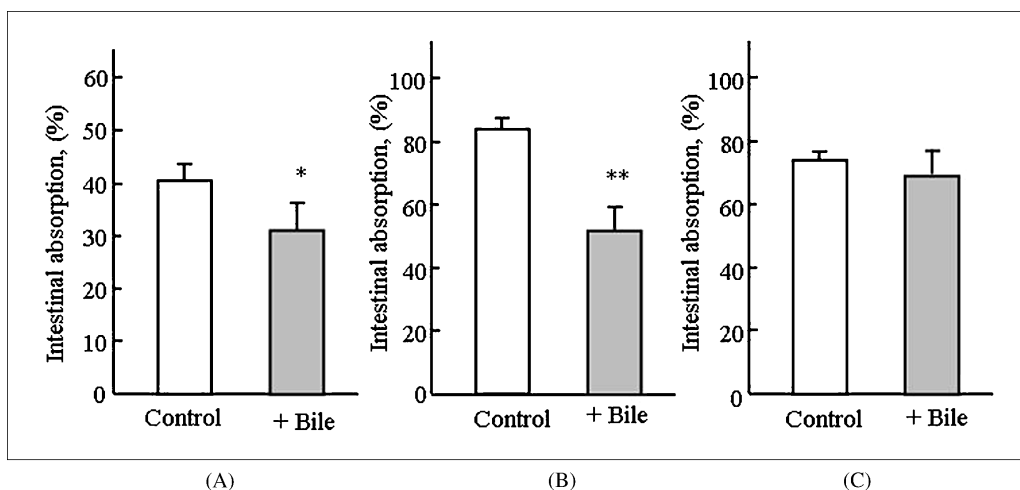 Intestinal absorption, (%)
60
50
40
30
20
10
0
*
Control
+ Bile
(A)
Intestinal absorption, (%)
100
80
60
40
20
0
**
Control
+ Bile
(B)
Intestinal absorption, (%)
100
80
60
40
20
0
Control
+ Bile
(C)